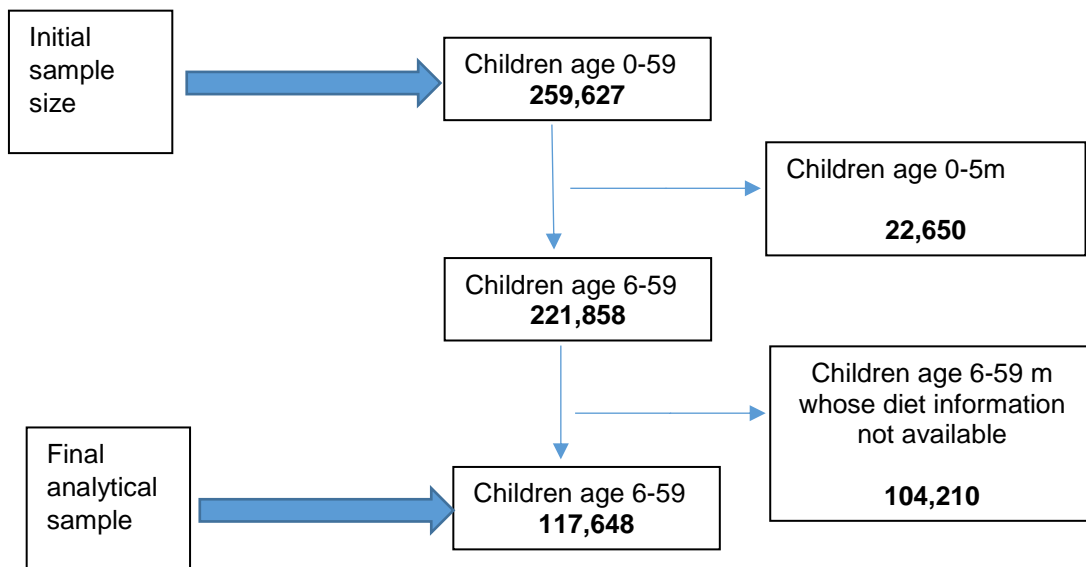 Initial
sample
size
Children age 0-59
259,627
Children age 0-5m
22,650
Children age 6-59
221,858
Children age 6-59 m
whose diet information
not available
104,210
Final
analytical
sample
Children age 6-59
117,648